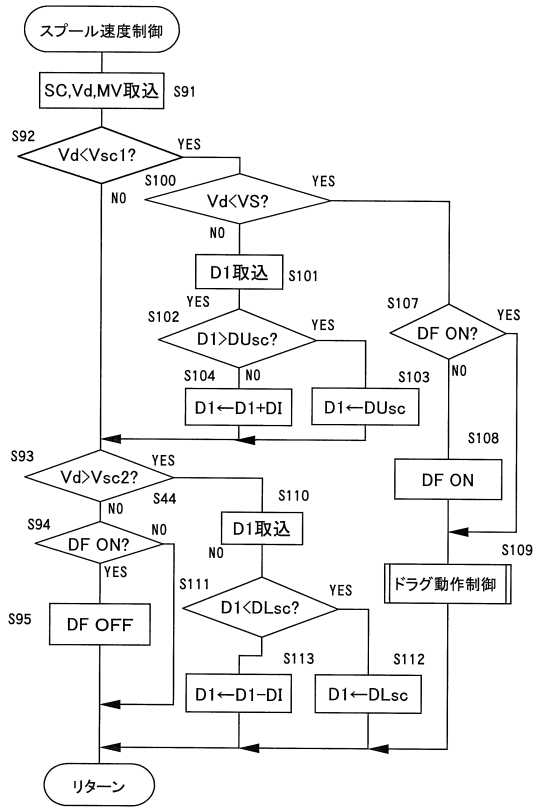 スプール速度制御
SC,Vd,MV取込
S91
S92
Vd<Vsc1?
YES
NO
S100
Vd<VS?
YES
NO
D1取込
S101
YES
S102
D1>DUsc?
YES
NO
S104
D1←D1+DI
S103
D1←DUsc
S107
DF ON?
YES
NO
S108
DF ON
S109
ドラグ動作制御
S93
Vd>Vsc2?
YES
S44
NO
S94
DF ON?
NO
YES
S95
DF OFF
S110
D1取込
NO
S111
D1<DLsc?
YES
S113
D1←D1-DI
S112
D1←DLsc
リターン